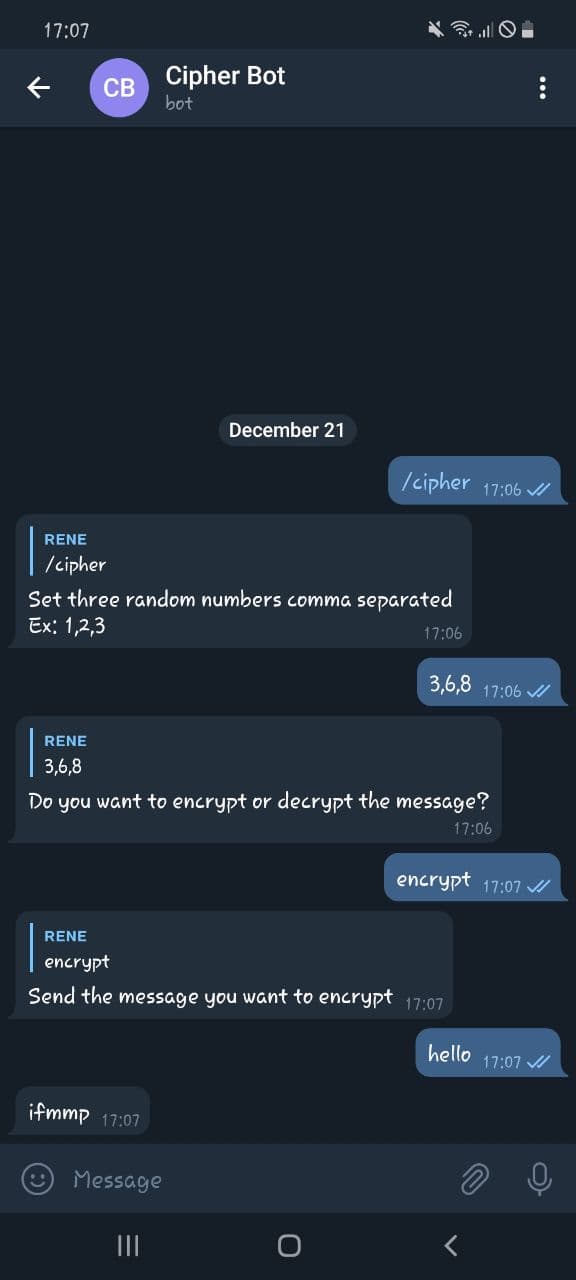 17:07
CB
Cipher Bot
bot
December 21
/cipher 17:06
RENE
/cipher
Set three random numbers comma separated
Ex: 1,2,3 17:06
3,6,8 17:06
RENE
3,6,8
Do you want to encrypt or decrypt the message?
17:06
encrypt 17:07
RENE
encrypt
Send the message you want to encrypt 17:07
hello 17:07
ifmmp 17:07
Message